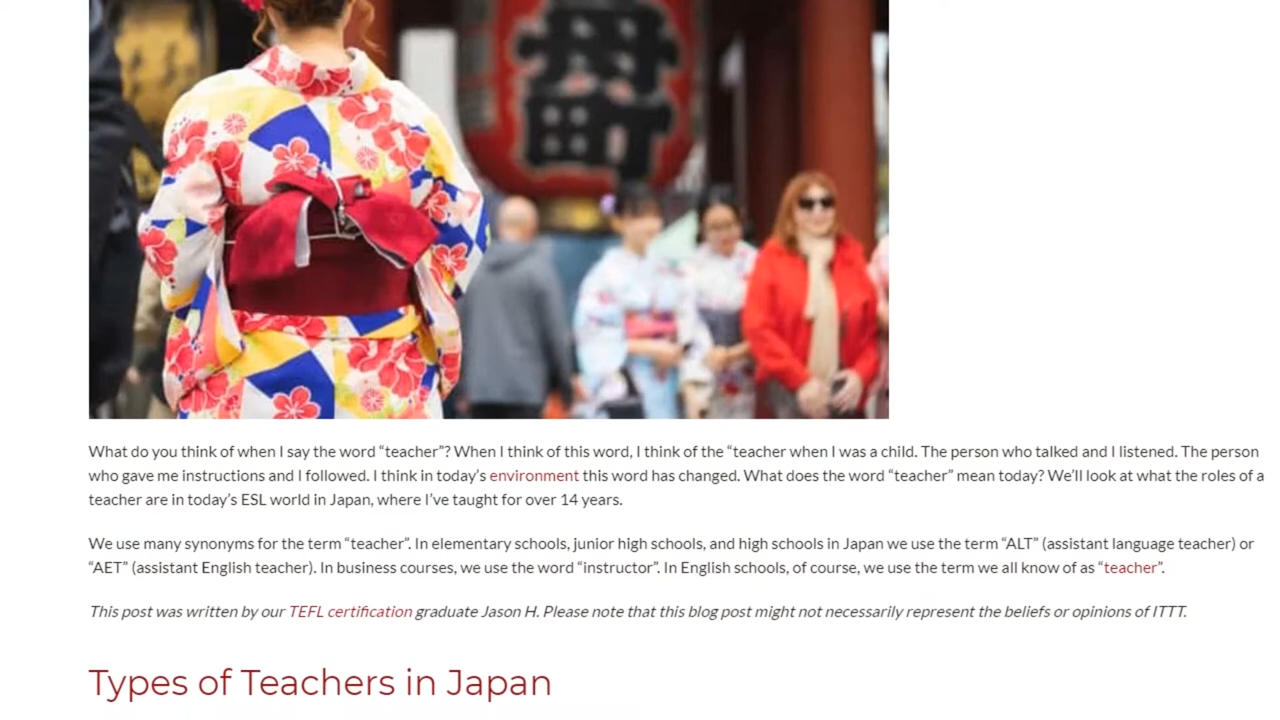 What do you think of when I say the word “teacher”? When I think of this word, I think of the “teacher when I was a child. The person who talked and I listened. The person
who gave me instructions and I followed. I think in today’s environment this word has changed. What does the word “teacher” mean today? We’ll look at what the roles of a
teacher are in today’s ESL world in Japan, where I’ve taught for over 14 years.
We use many synonyms for the term “teacher”. In elementary schools, junior high schools, and high schools in Japan we use the term “ALT” (assistant language teacher) or
“AET” (assistant English teacher). In business courses, we use the word “instructor”. In English schools, of course, we use the term we all know of as “teacher”.
This post was written by our TEFL certification graduate Jason H. Please note that this blog post might not necessarily represent the beliefs or opinions of ITTT.
Types of Teachers in Japan